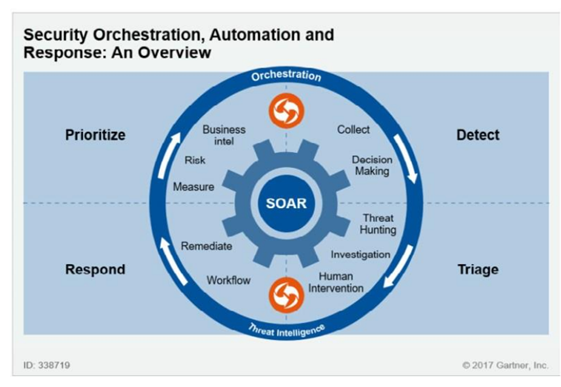 Security Orchestration, Automation and
Response: An Overview
Orchestration
Prioritize
Business
intel
Collect
Detect
Risk
Decision
Making
Measure
SOAR
Threat
Hunting
Remediate
Investigation
Respond
Workflow
Human
Intervention
Triage
Threat Intelligence
ID: 338719
© 2017 Gartner, Inc.